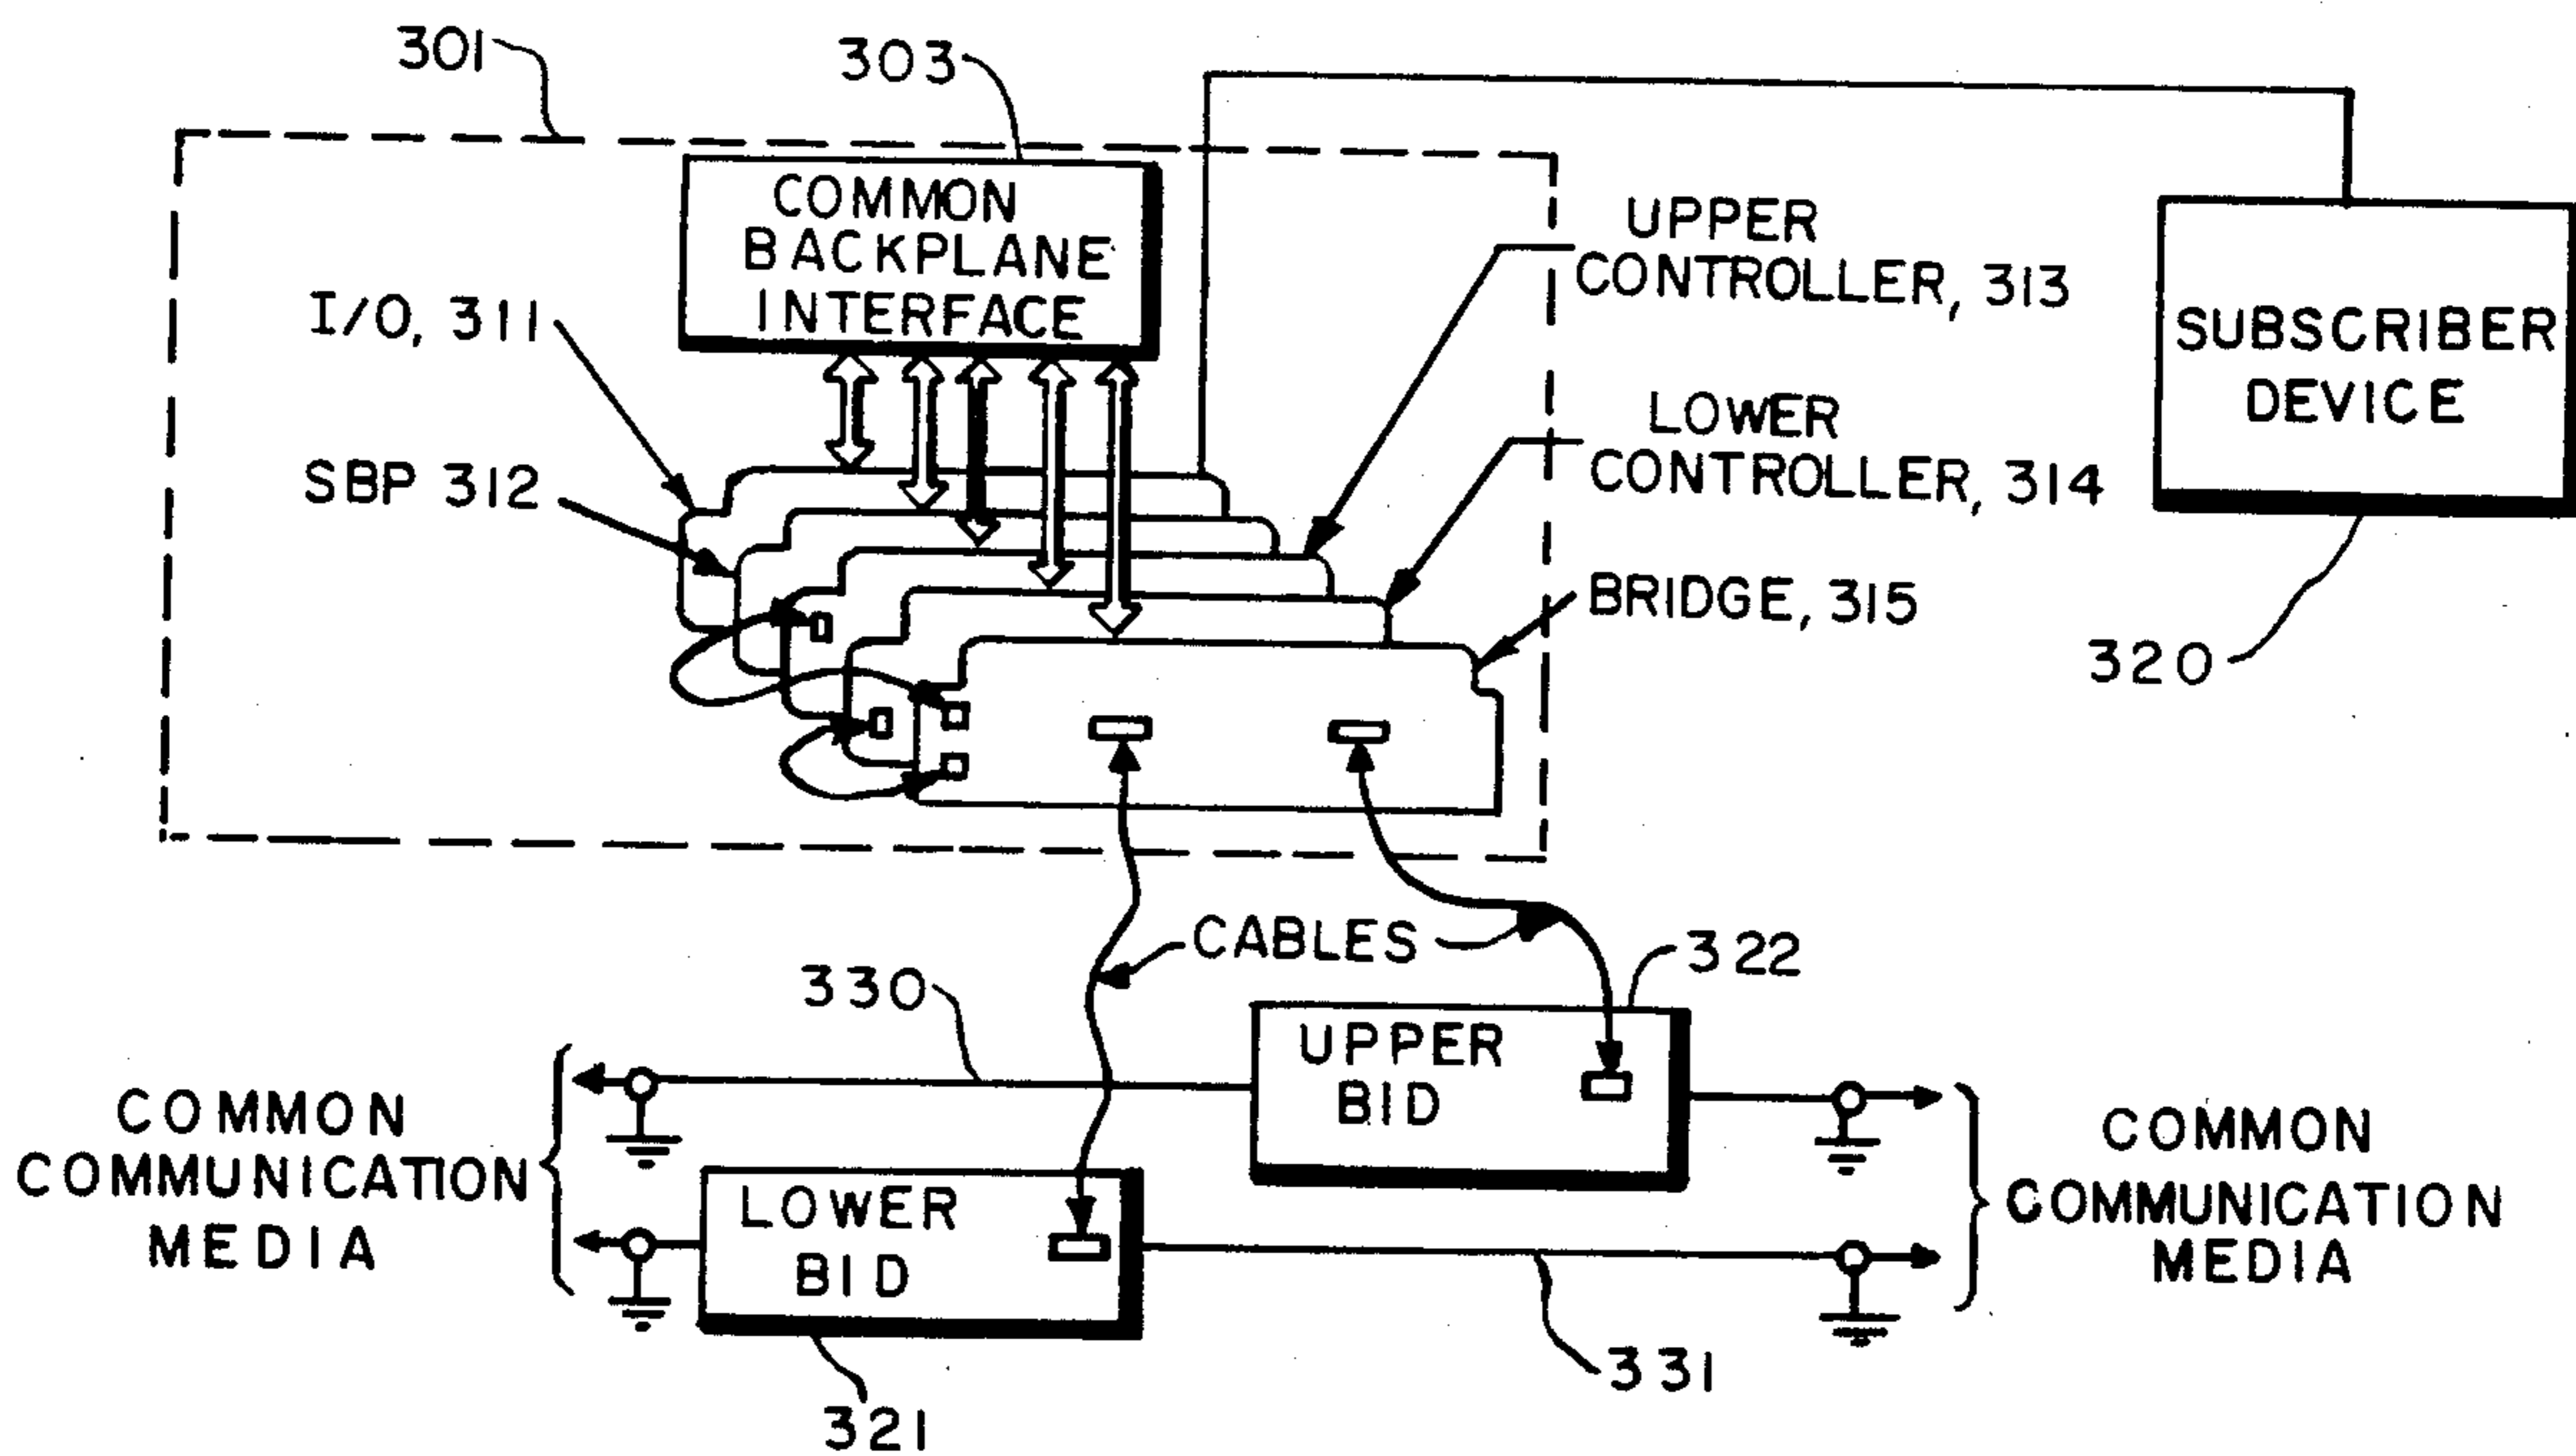 301
303
COMMON
BACKPLANE
INTERFACE
I/O, 311
SBP 312
UPPER
CONTROLLER, 313
LOWER
CONTROLLER, 314
BRIDGE, 315
SUBSCRIBER
DEVICE
320
CABLES
322
330
UPPER
BID
COMMON
COMMUNICATION
MEDIA
LOWER
BID
COMMON
COMMUNICATION
MEDIA
331
321